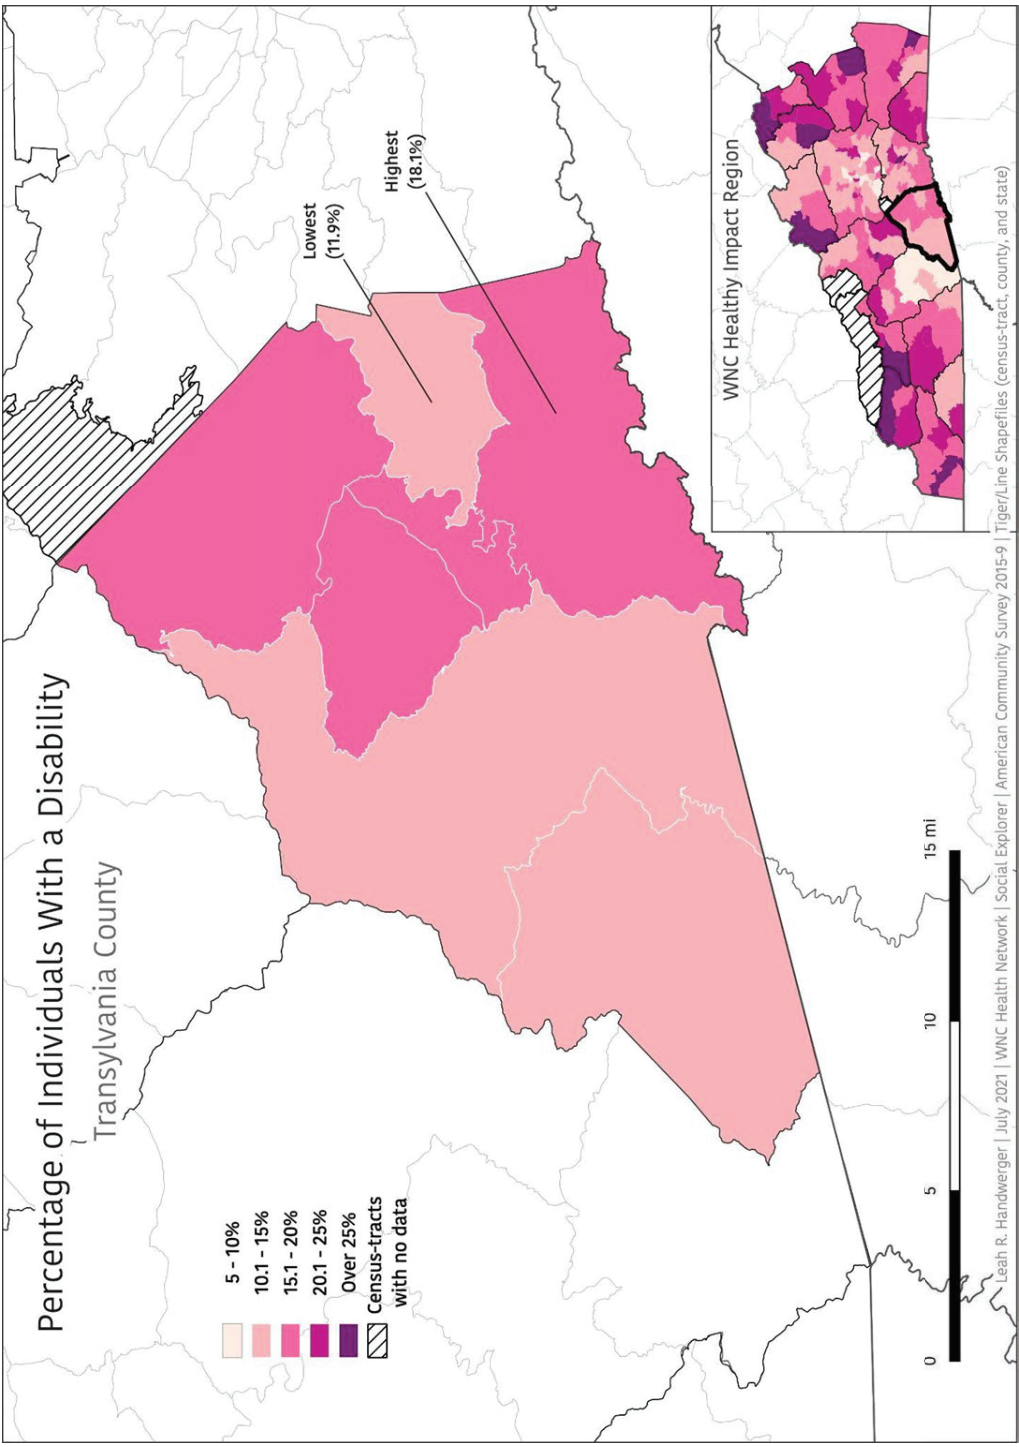 Percentage of Individuals With a Disability
Transylvania County
5 - 10%
10.1 - 15%
15.1 - 20%
20.1 - 25%
Over 25%
Census-tracts
with no data
Lowest
(11.9%)
Highest
(18.1%)
WNC Healthy Impact Region
0
5
10
15 mi
Leah R. Handwerger | July 2021 | WNC Health Network | Social Explorer | American Community Survey 2015-9 | Tiger/Line Shapefiles (census-tract, county, and state)